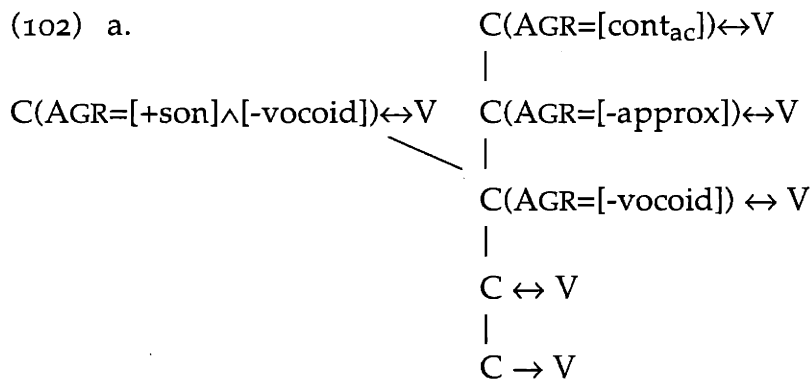 (102) a. C(AGR=[cont_ac])↔V
|
C(AGR=[+son]∧[-vocoid])↔V C(AGR=[-approx])↔V
|
C(AGR=[-vocoid]) ↔ V
|
C ↔ V
|
C → V